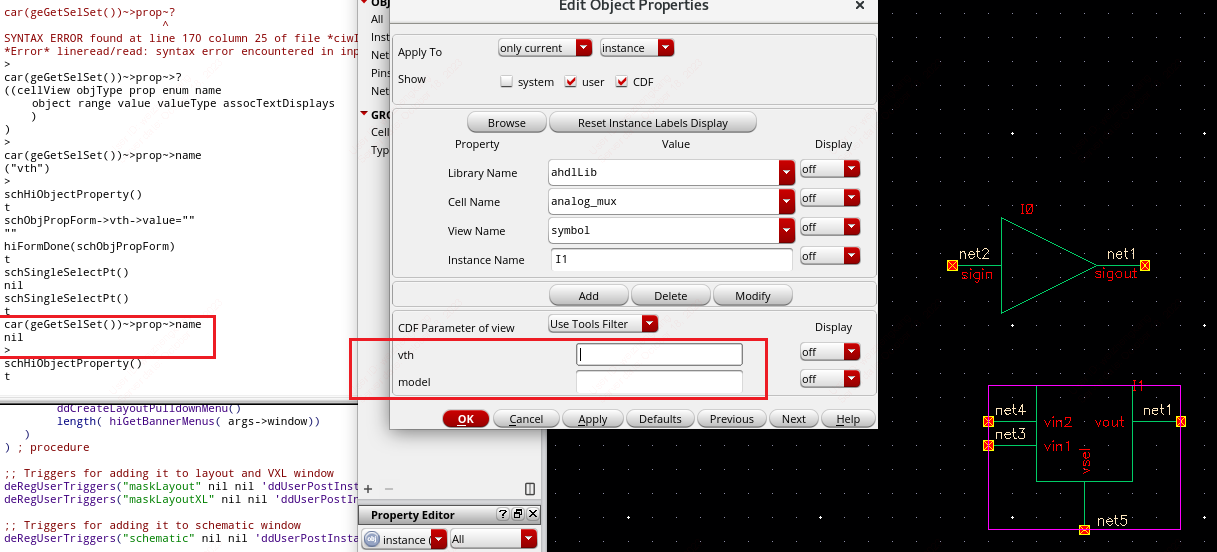 car(geGetSelSet())~>prop~?
^
SYNTAX ERROR found at line 170 column 25 of file *ciwI
*Error* lineread/read: syntax error encountered in inp
>
car(geGetSelSet())~>prop~>?
((cellView objType prop enum name
object range value valueType assocTextDisplays
)
)
>
car(geGetSelSet())~>prop~>name
("vth")
>
schHiObjectProperty()
t
schObjPropForm->vth->value=""
""
hiFormDone(schObjPropForm)
t
schSingleSelectPt()
nil
schSingleSelectPt()
t
car(geGetSelSet())~>prop~>name
nil
>
schHiObjectProperty()
t
ddCreateLayoutPulldownMenu()
length( hiGetBannerMenus( args->window))
)
) ; procedure
;; Triggers for adding it to layout and VXL window
deRegUserTriggers("maskLayout" nil nil 'ddUserPostInst
deRegUserTriggers("maskLayoutXL" nil nil 'ddUserPostIn
;; Triggers for adding it to schematic window
deRegUserTriggers("schematic" nil nil 'ddUserPostInsta
OBJ
All
Inst
Net
Pins
Net
GRO
Cell
Typ
Property Editor
instance (
All
Edit Object Properties
Apply To
only current
instance
Show
system
user
CDF
Browse
Reset Instance Labels Display
Property
Value
Display
Library Name
ahdlLib
off
Cell Name
analog_mux
off
View Name
symbol
off
Instance Name
I1
off
Add
Delete
Modify
CDF Parameter of view
Use Tools Filter
Display
vth
off
model
off
OK
Cancel
Apply
Defaults
Previous
Next
Help
I0
net2
net1
sigin
sigout
I1
net4
net1
vin2
vout
net3
vin1
vsel
net5